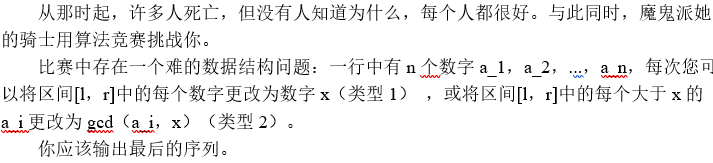 从那时起，许多人死亡，但没有人知道为什么，每个人都很好。与此同时，魔鬼派她
的骑士用算法竞赛挑战你。
比赛中存在一个难的数据结构问题：一行中有 n 个数字 a_1，a_2，...，a_n，每次您可
以将区间[l，r]中的每个数字更改为数字 x（类型 1） ，或将区间[l，r]中的每个大于 x 的
a_i 更改为 gcd（a_i，x）（类型 2）。
你应该输出最后的序列。